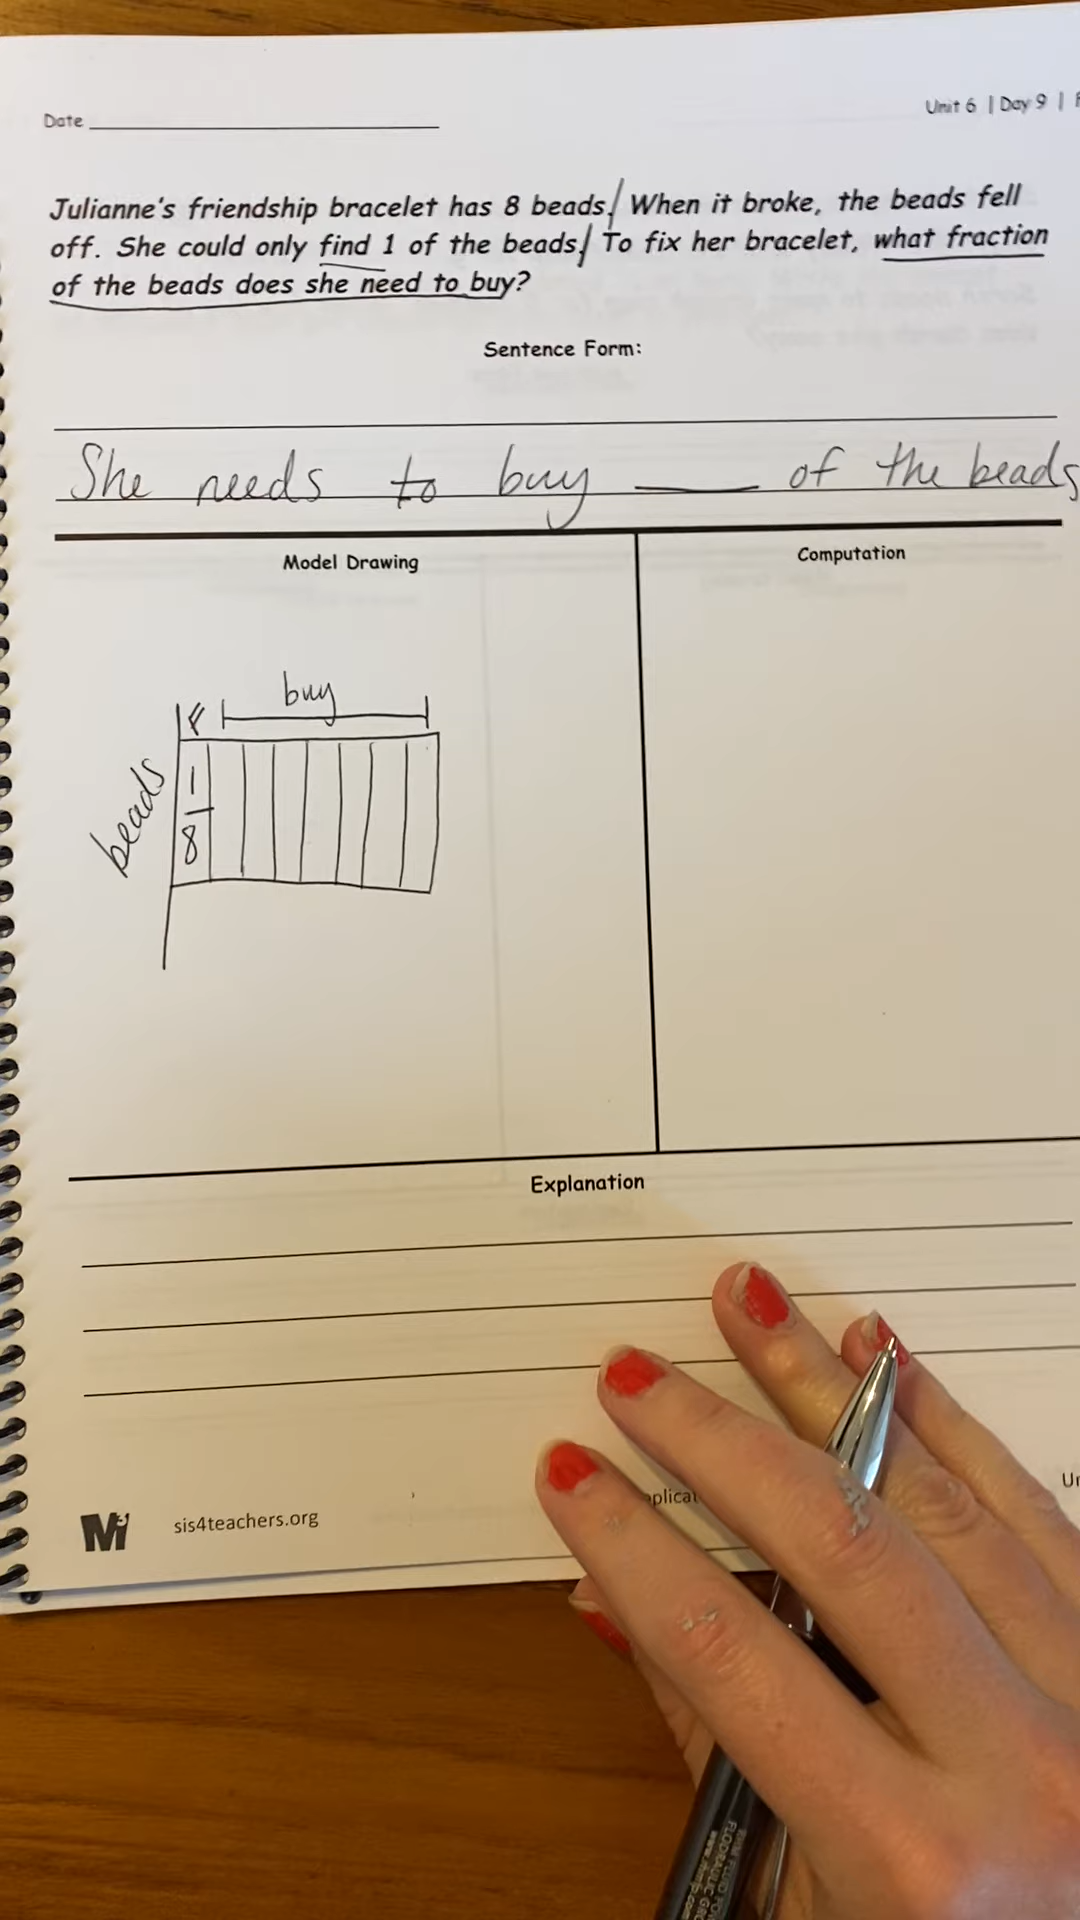 Date
Unit 6 | Day 9 |
Julianne's friendship bracelet has 8 beads. When it broke, the beads fell
off. She could only find 1 of the beads. To fix her bracelet, what fraction
of the beads does she need to buy?
Sentence Form:
She needs to buy ___ of the beads
Model Drawing
Computation
buy
f
beads
1
8
Explanation
M
sis4teachers.org